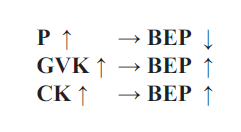 P ↑ → BEP ↓
GVK ↑ → BEP ↑
CK ↑ → BEP ↑